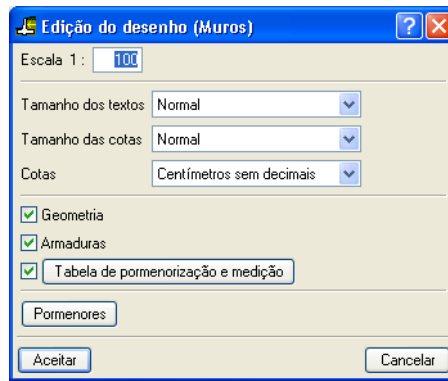 Edição do desenho (Muros)
Escala 1 : 100
Tamanho dos textos Normal
Tamanho das cotas Normal
Cotas Centímetros sem decimais
Geometria
Armaduras
Tabela de pormenorização e medição
Pormenores
Aceitar Cancelar